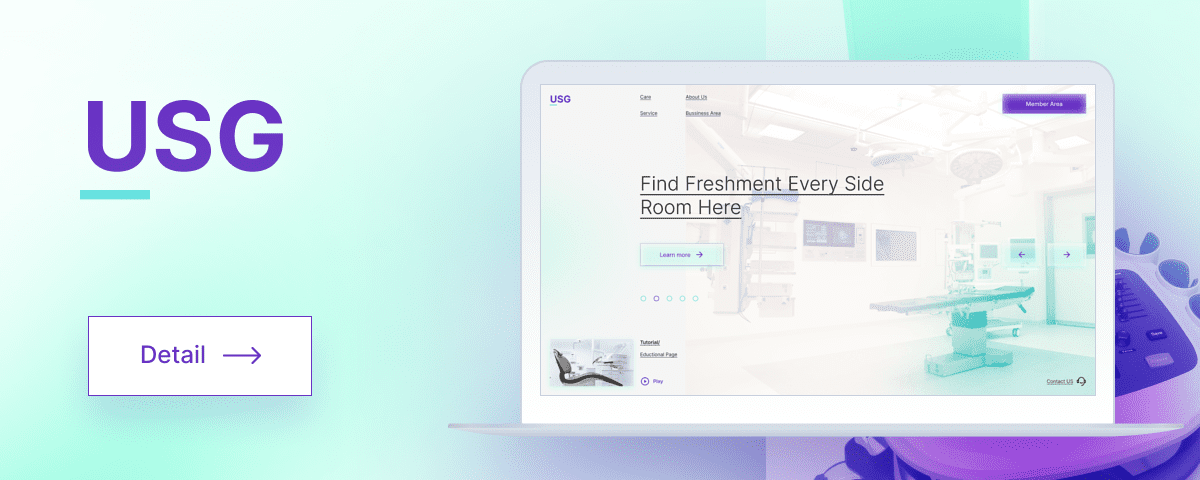 USG
Detail
USG
Care
About Us
Service
Bussiness Area
Member Area
Find Freshment Every Side
Room Here
Learn more
Tutorial/
Eductional Page
Play
Contact US